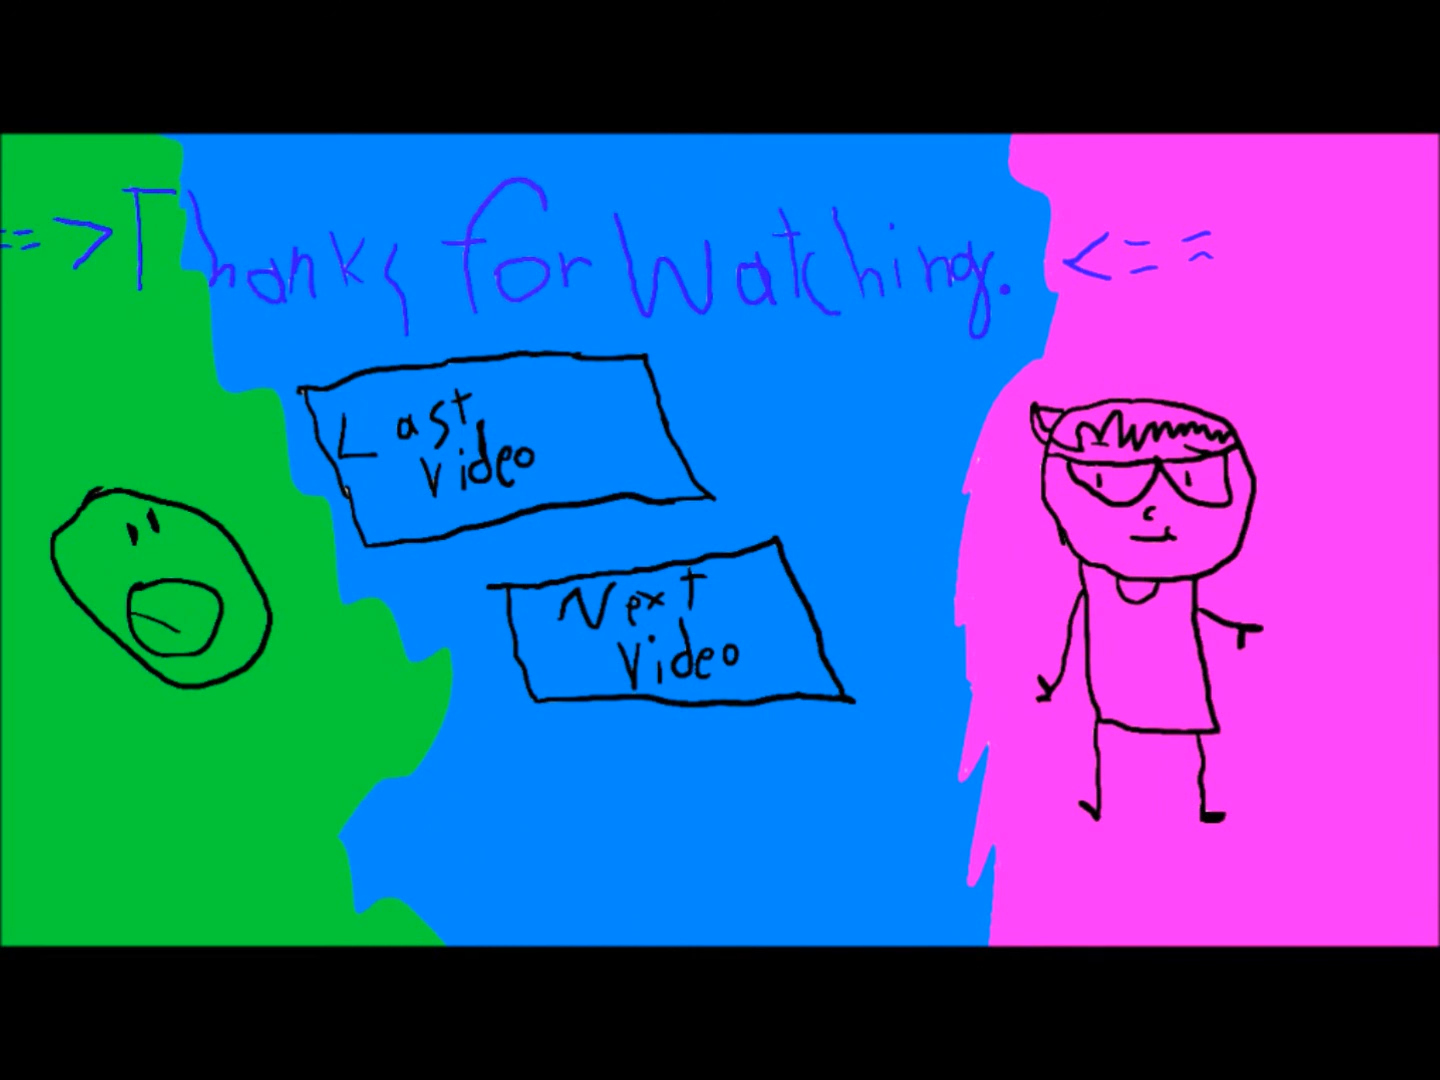 ==> Thanks for Watching. <==
Last
Video
Next
Video